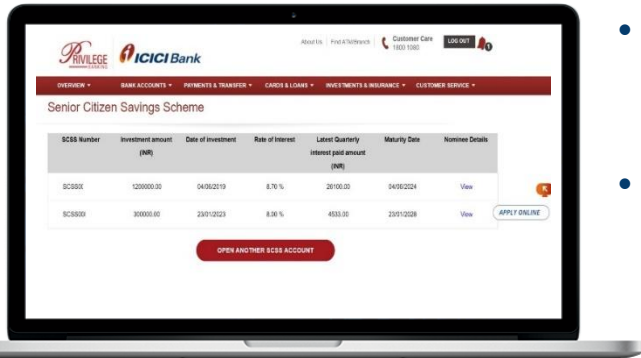 About Us | Find ATM/Branch
Customer Care
1800 1080
LOG OUT
PRIVILEGE
ICICI Bank
OVERVIEW BANK ACCOUNTS PAYMENTS & TRANSFER CARDS & LOANS INVESTMENTS & INSURANCE CUSTOMER SERVICE
Senior Citizen Savings Scheme
SCSS Number Investment amount (INR) Date of investment Rate of Interest Latest Quarterly interest paid amount (INR) Maturity Date Nominee Details
1200000.00 04/06/2019 8.70 % 26100.00 04/06/2024 View
300000.00 23/01/2023 8.00 % 4533.00 23/01/2028 View
APPLY ONLINE
OPEN ANOTHER SCSS ACCOUNT